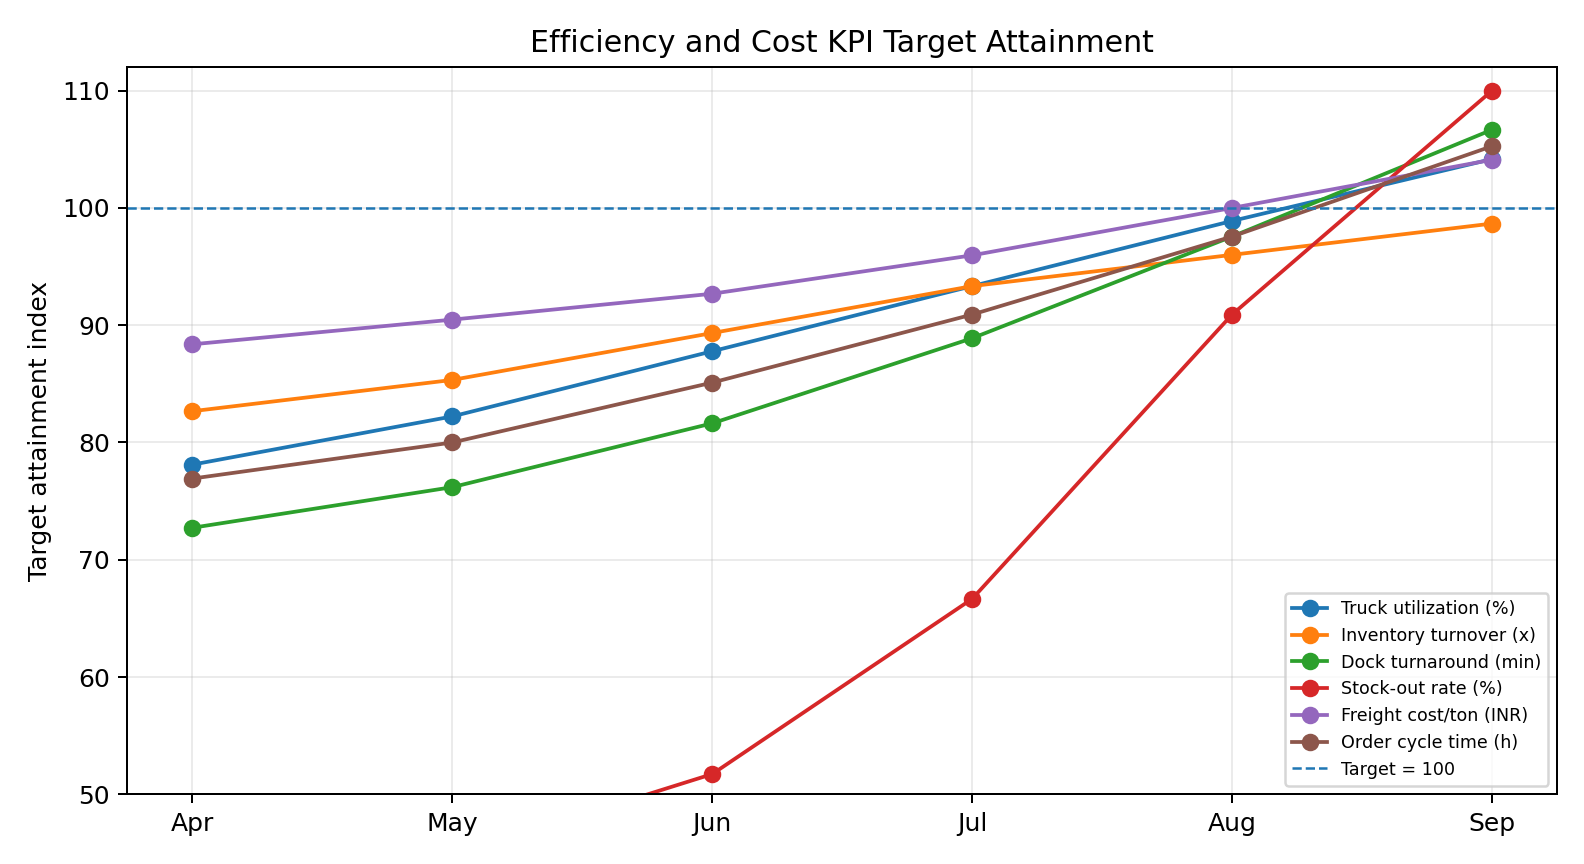 Efficiency and Cost KPI Target Attainment
Target attainment index
110
100
90
80
70
60
50
Apr
May
Jun
Jul
Aug
Sep
Truck utilization (%)
Inventory turnover (x)
Dock turnaround (min)
Stock-out rate (%)
Freight cost/ton (INR)
Order cycle time (h)
Target = 100